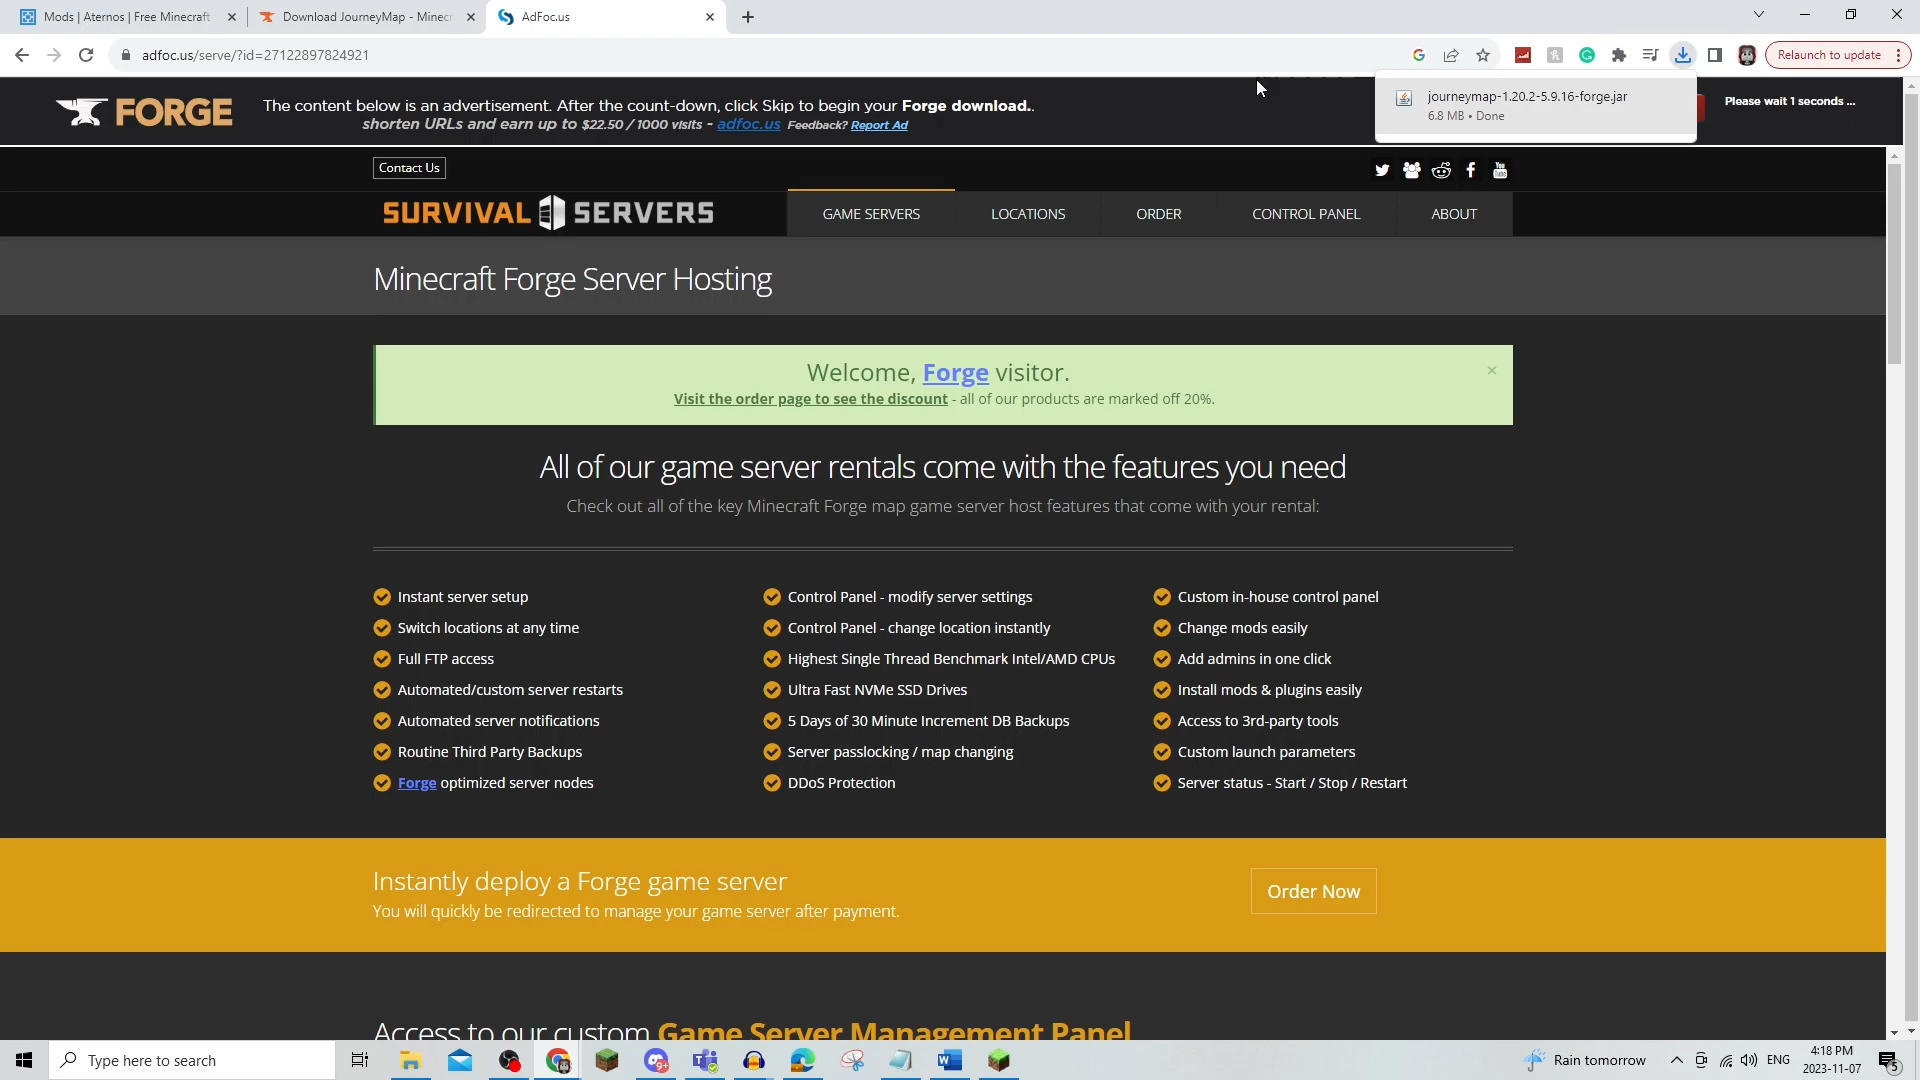 Mods | Aternos | Free Minecraft
Download JourneyMap - Minecr
AdFoc.us
adfoc.us/serve/?id=27122897824921
Relaunch to update
FORGE
The content below is an advertisement. After the count-down, click Skip to begin your Forge download..
shorten URLs and earn up to $22.50 / 1000 visits - adfoc.us Feedback? Report Ad
journeymap-1.20.2-5.9.16-forge.jar
6.8 MB • Done
Please wait 1 seconds ...
Contact Us
You
SURVIVAL SERVERS
GAME SERVERS
LOCATIONS
ORDER
CONTROL PANEL
ABOUT
Minecraft Forge Server Hosting
Welcome, Forge visitor.
Visit the order page to see the discount - all of our products are marked off 20%.
All of our game server rentals come with the features you need
Check out all of the key Minecraft Forge map game server host features that come with your rental:
Instant server setup
Switch locations at any time
Full FTP access
Automated/custom server restarts
Automated server notifications
Routine Third Party Backups
Forge optimized server nodes
Control Panel - modify server settings
Control Panel - change location instantly
Highest Single Thread Benchmark Intel/AMD CPUs
Ultra Fast NVMe SSD Drives
5 Days of 30 Minute Increment DB Backups
Server passlocking / map changing
DDoS Protection
Custom in-house control panel
Change mods easily
Add admins in one click
Install mods & plugins easily
Access to 3rd-party tools
Custom launch parameters
Server status - Start / Stop / Restart
Instantly deploy a Forge game server
You will quickly be redirected to manage your game server after payment.
Order Now
Access to our custom Game Server Management Panel
Type here to search
9+
Rain tomorrow
ENG
4:18 PM
2023-11-07
5